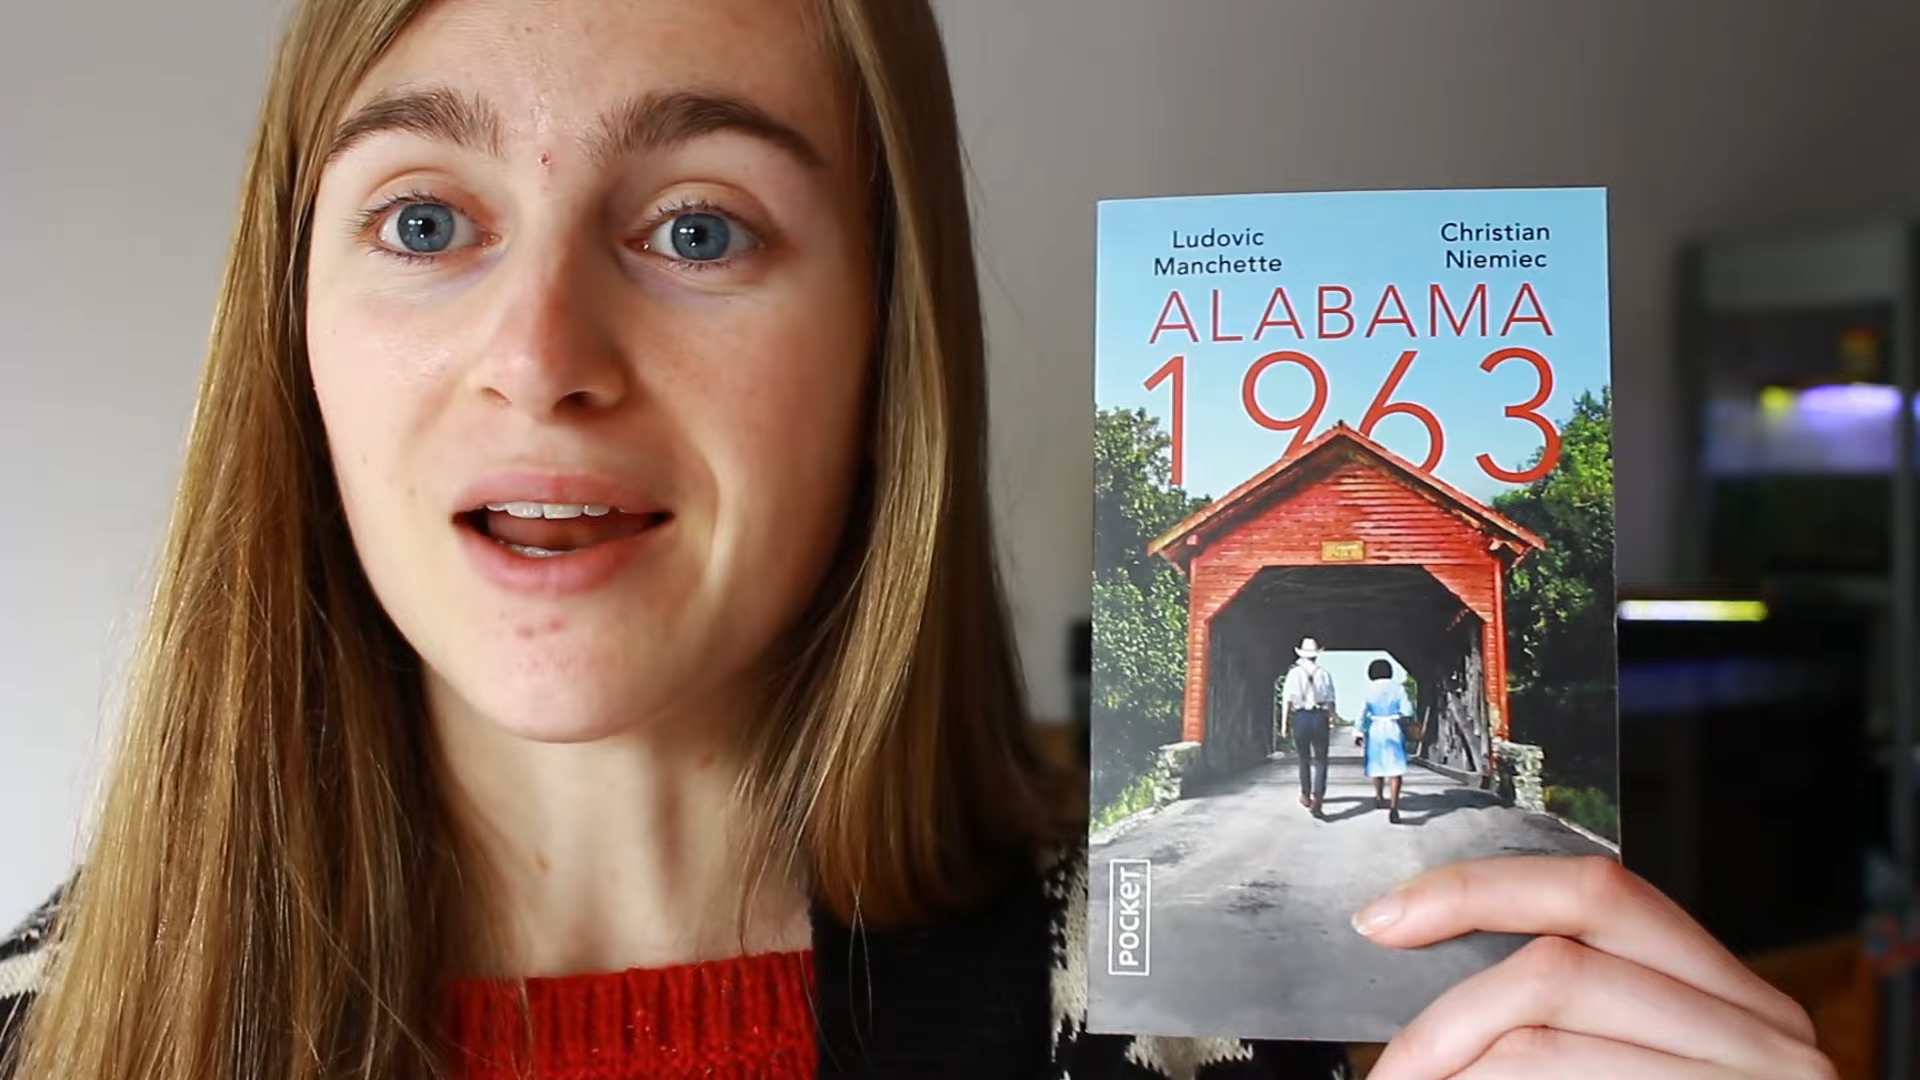 Ludovic
Manchette
Christian
Niemiec
ALABAMA
1963
POCKET